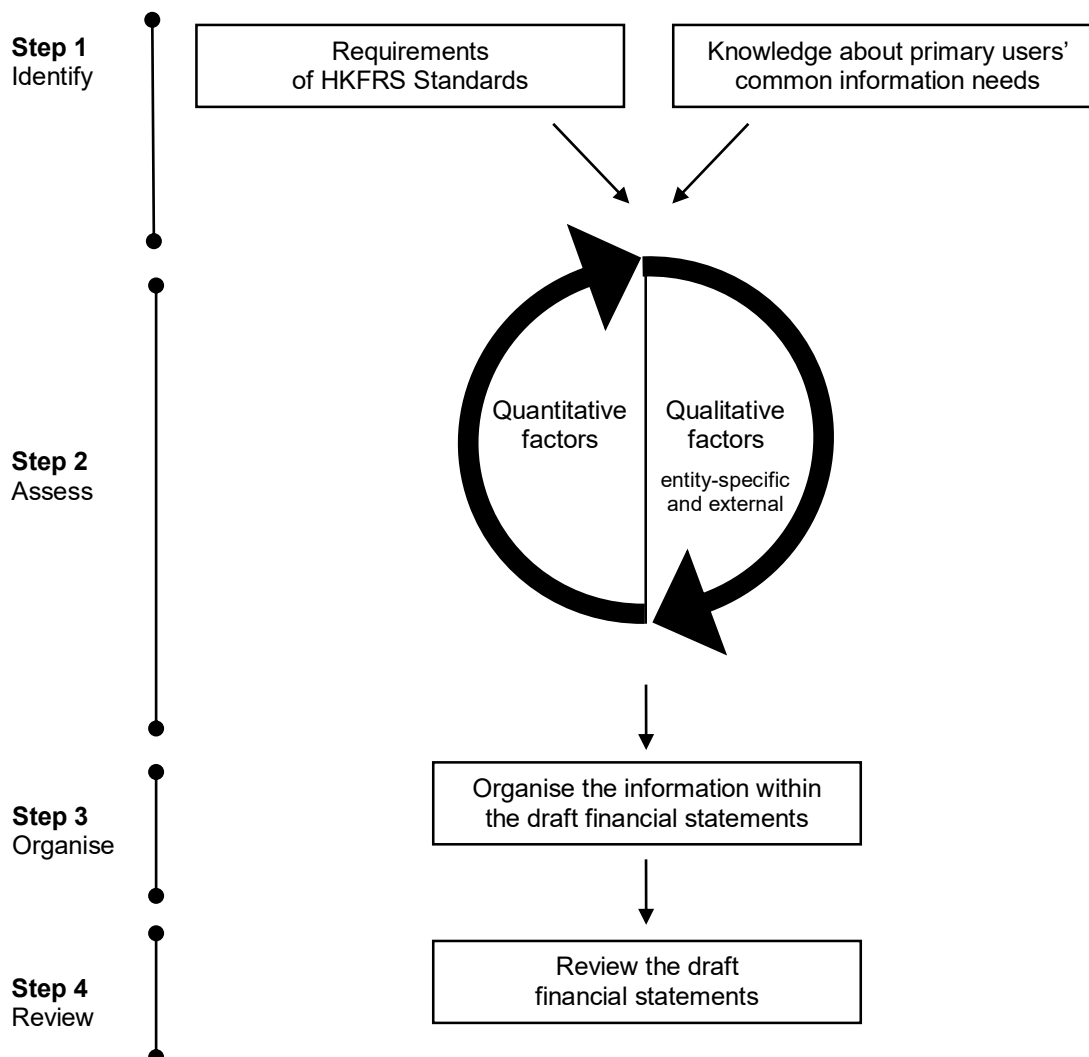 Step 1
Identify
Requirements
of HKFRS Standards
Knowledge about primary users’
common information needs
Step 2
Assess
Quantitative
factors
Qualitative
factors
entity-specific
and external
Step 3
Organise
Organise the information within
the draft financial statements
Step 4
Review
Review the draft
financial statements